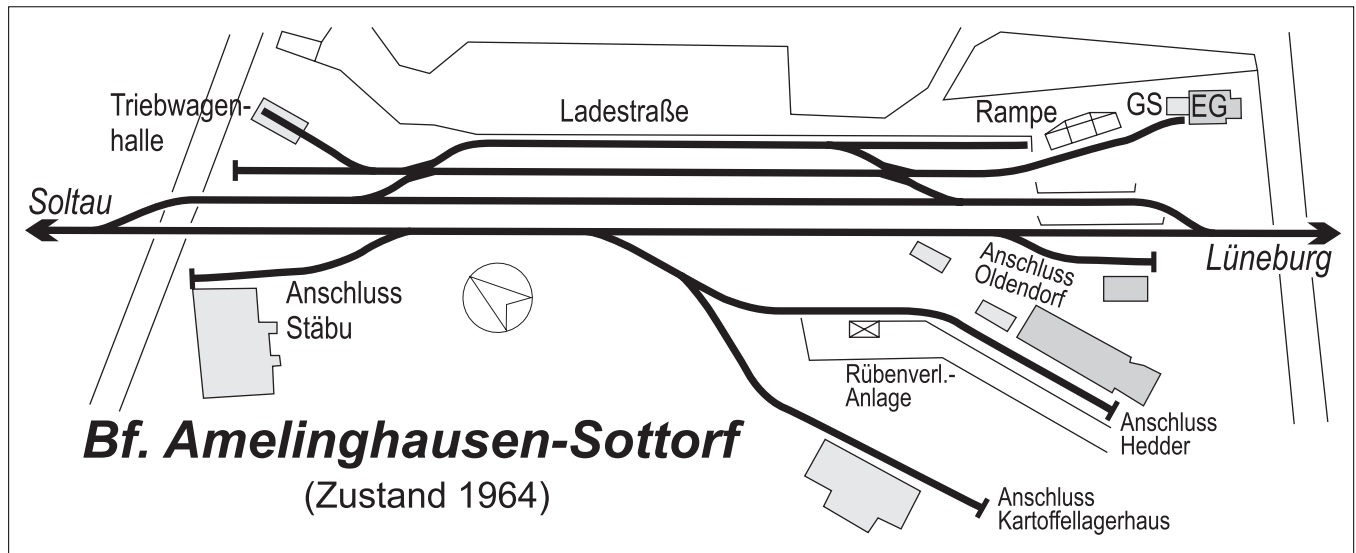 Triebwagen-
halle
Ladestraße
Rampe
GS
EG
Soltau
Lüneburg
Anschluss
Stäbu
Anschluss
Oldendorf
Rübenverl.-
Anlage
Anschluss
Hedder
Anschluss
Kartoffellagerhaus
Bf. Amelinghausen-Sottorf
(Zustand 1964)